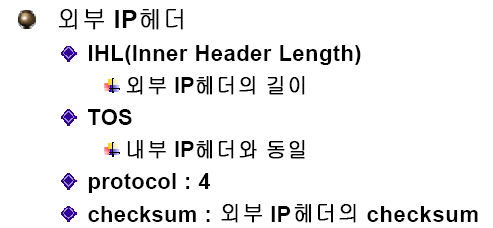 외부 IP헤더
IHL(Inner Header Length)
외부 IP헤더의 길이
TOS
내부 IP헤더와 동일
protocol : 4
checksum : 외부 IP헤더의 checksum